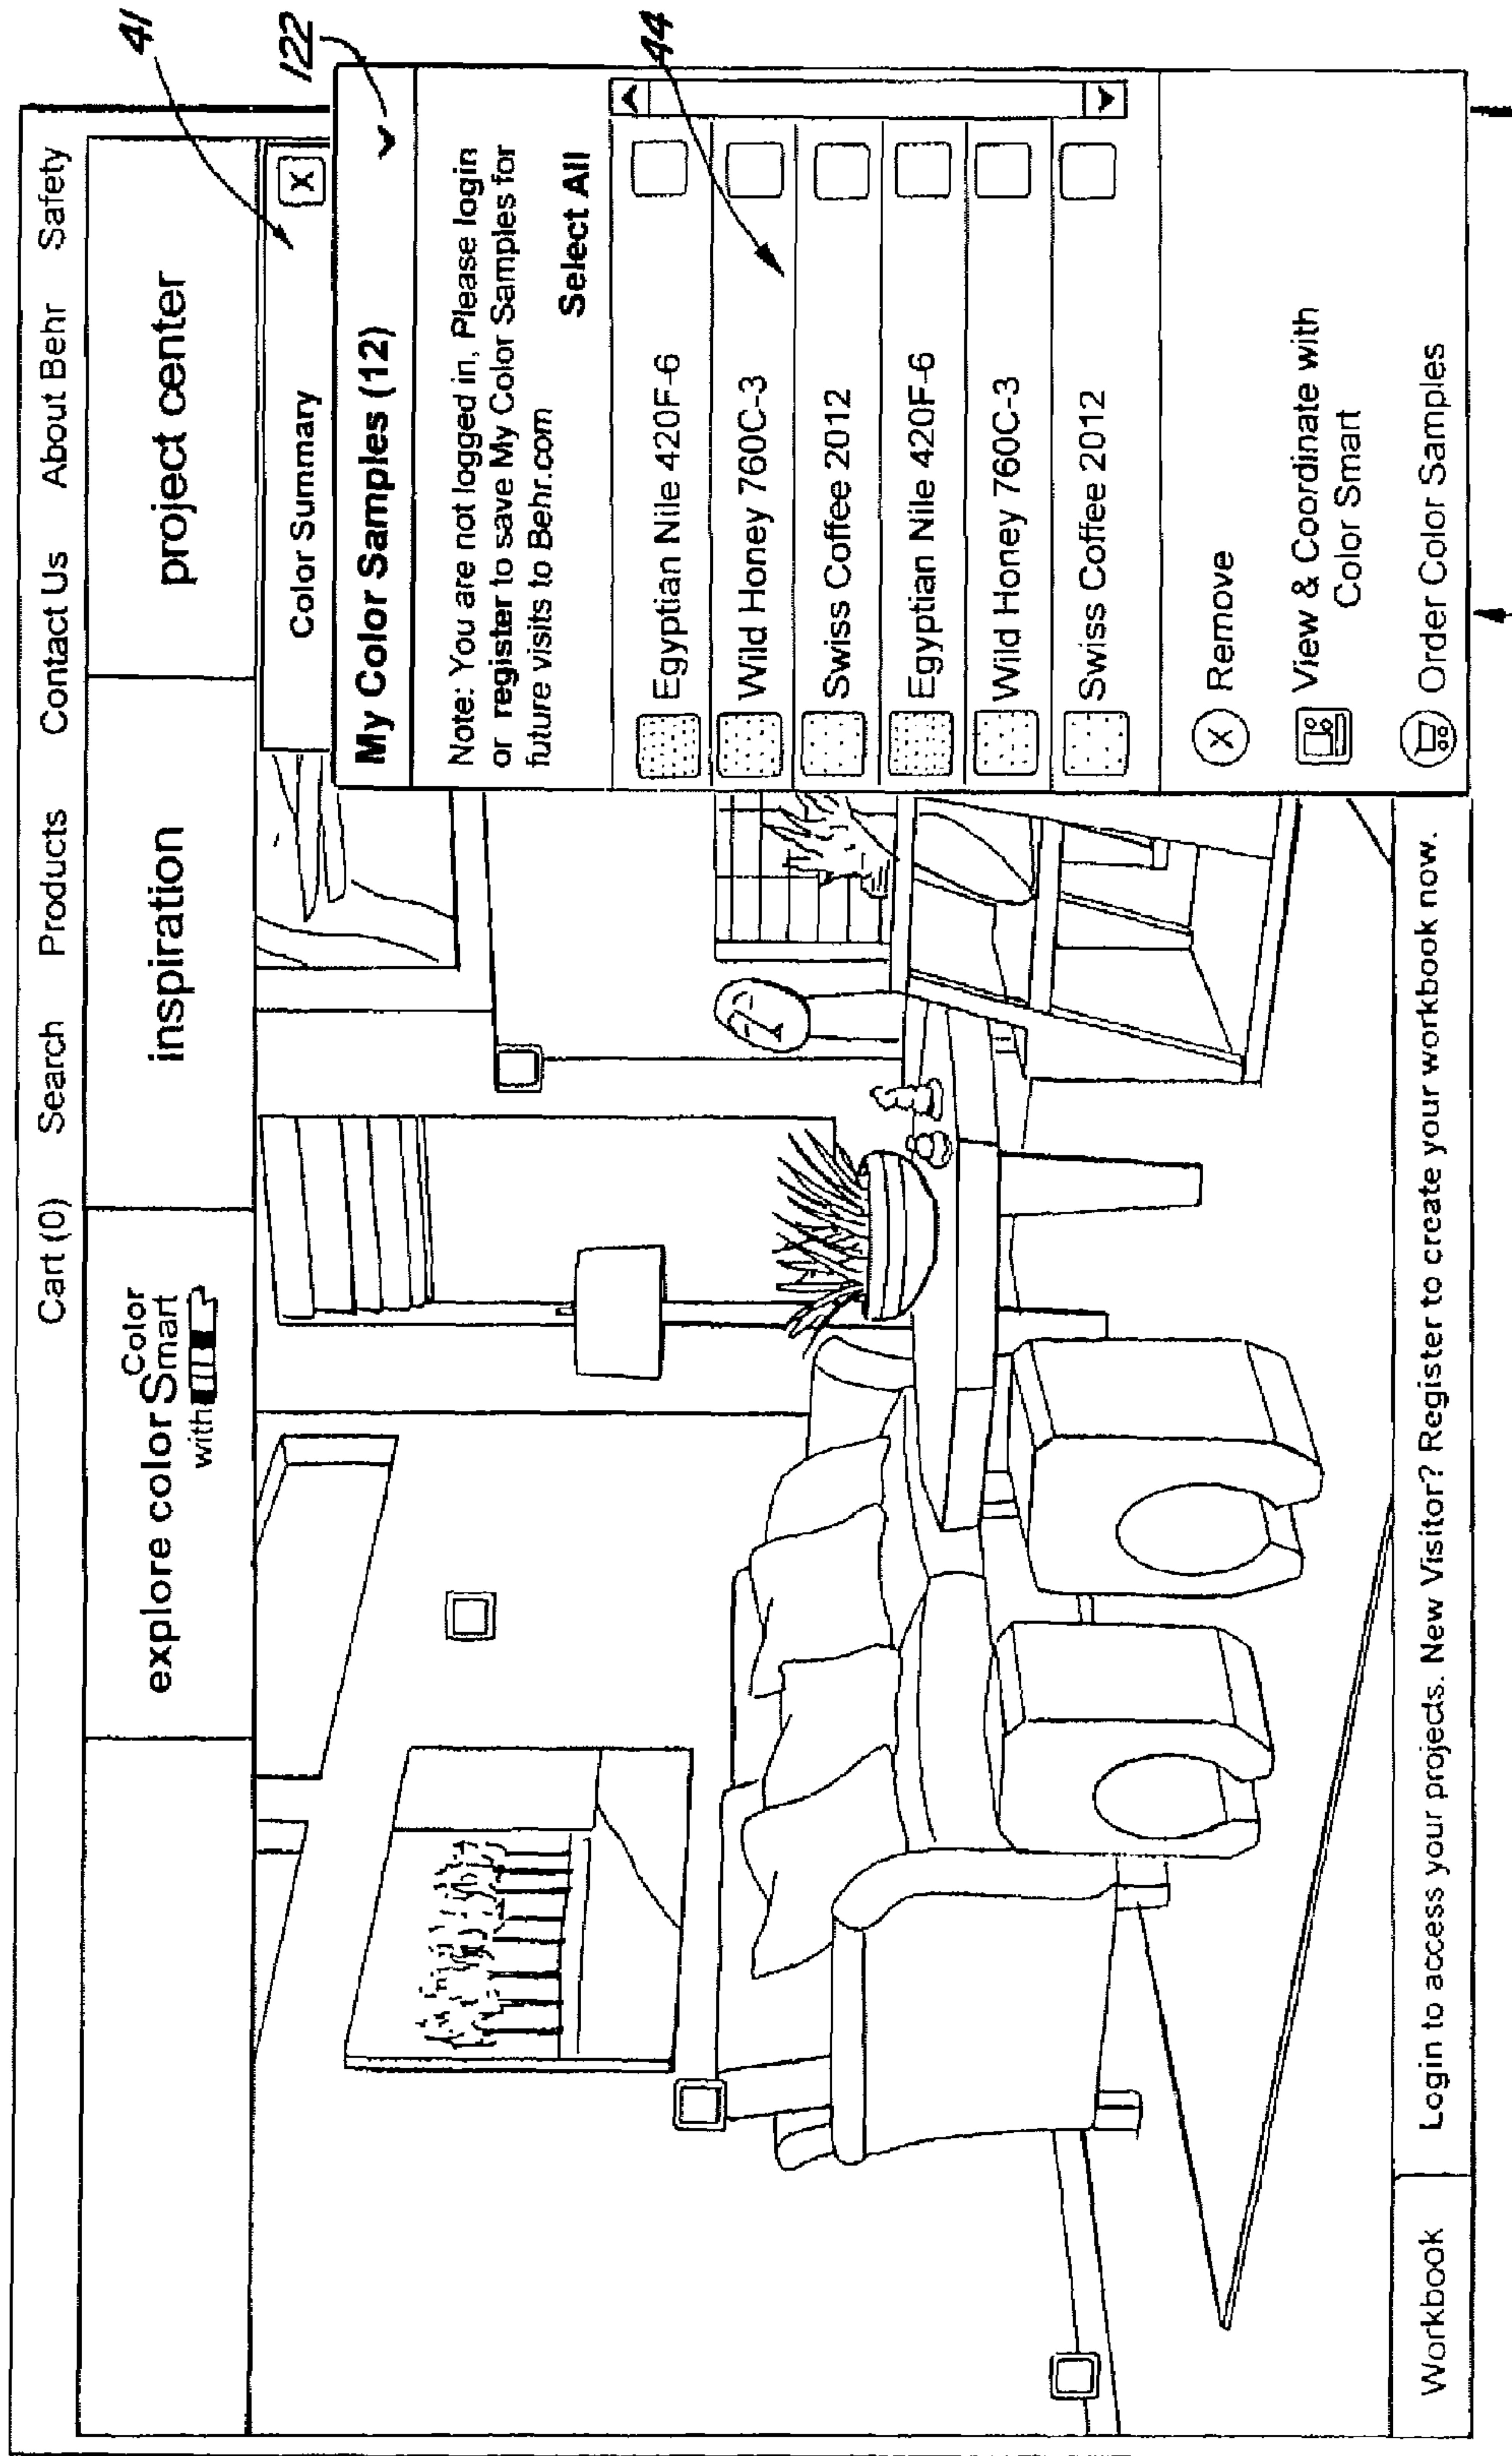 Cart (0) Search Products Contact Us About Behr Safety
explore color
with
Color
Smart
inspiration
project center
41
Color Summary
X
122
My Color Samples (12)
Note: You are not logged in, Please login
or register to save My Color Samples for
future visits to Behr.com
Select All
44
Egyptian Nile 420F-6
Wild Honey 760C-3
Swiss Coffee 2012
Egyptian Nile 420F-6
Wild Honey 760C-3
Swiss Coffee 2012
X Remove
View & Coordinate with
Color Smart
Order Color Samples
Workbook
Login to access your projects. New Visitor? Register to create your workbook now.